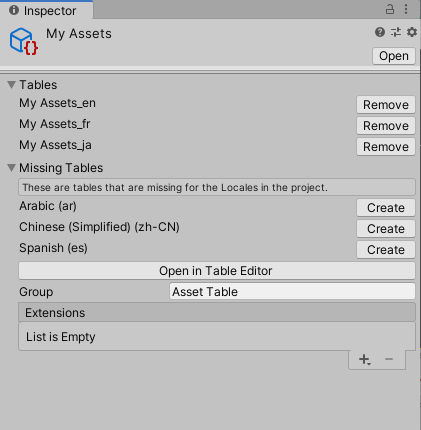 Inspector
My Assets
Open
Tables
My Assets_en Remove
My Assets_fr Remove
My Assets_ja Remove
Missing Tables
These are tables that are missing for the Locales in the project.
Arabic (ar) Create
Chinese (Simplified) (zh-CN) Create
Spanish (es) Create
Open in Table Editor
Group Asset Table
Extensions
List is Empty